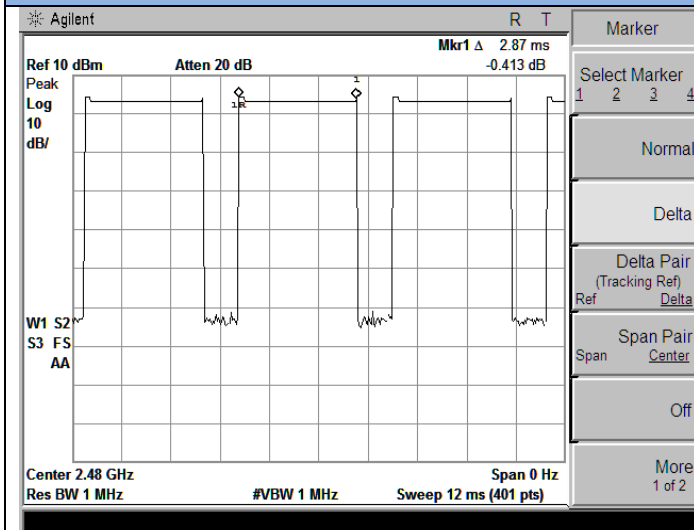 Agilent R T
Mkr1 Δ 2.87 ms
Ref 10 dBm Atten 20 dB -0.413 dB
Peak
Log
10
dB/
1R
1
W1 S2
S3 FS
AA
Center 2.48 GHz Span 0 Hz
Res BW 1 MHz #VBW 1 MHz Sweep 12 ms (401 pts)
Marker
Select Marker
1 2 3 4
Normal
Delta
Delta Pair
(Tracking Ref)
Ref Delta
Span Pair
Span Center
Off
More
1 of 2